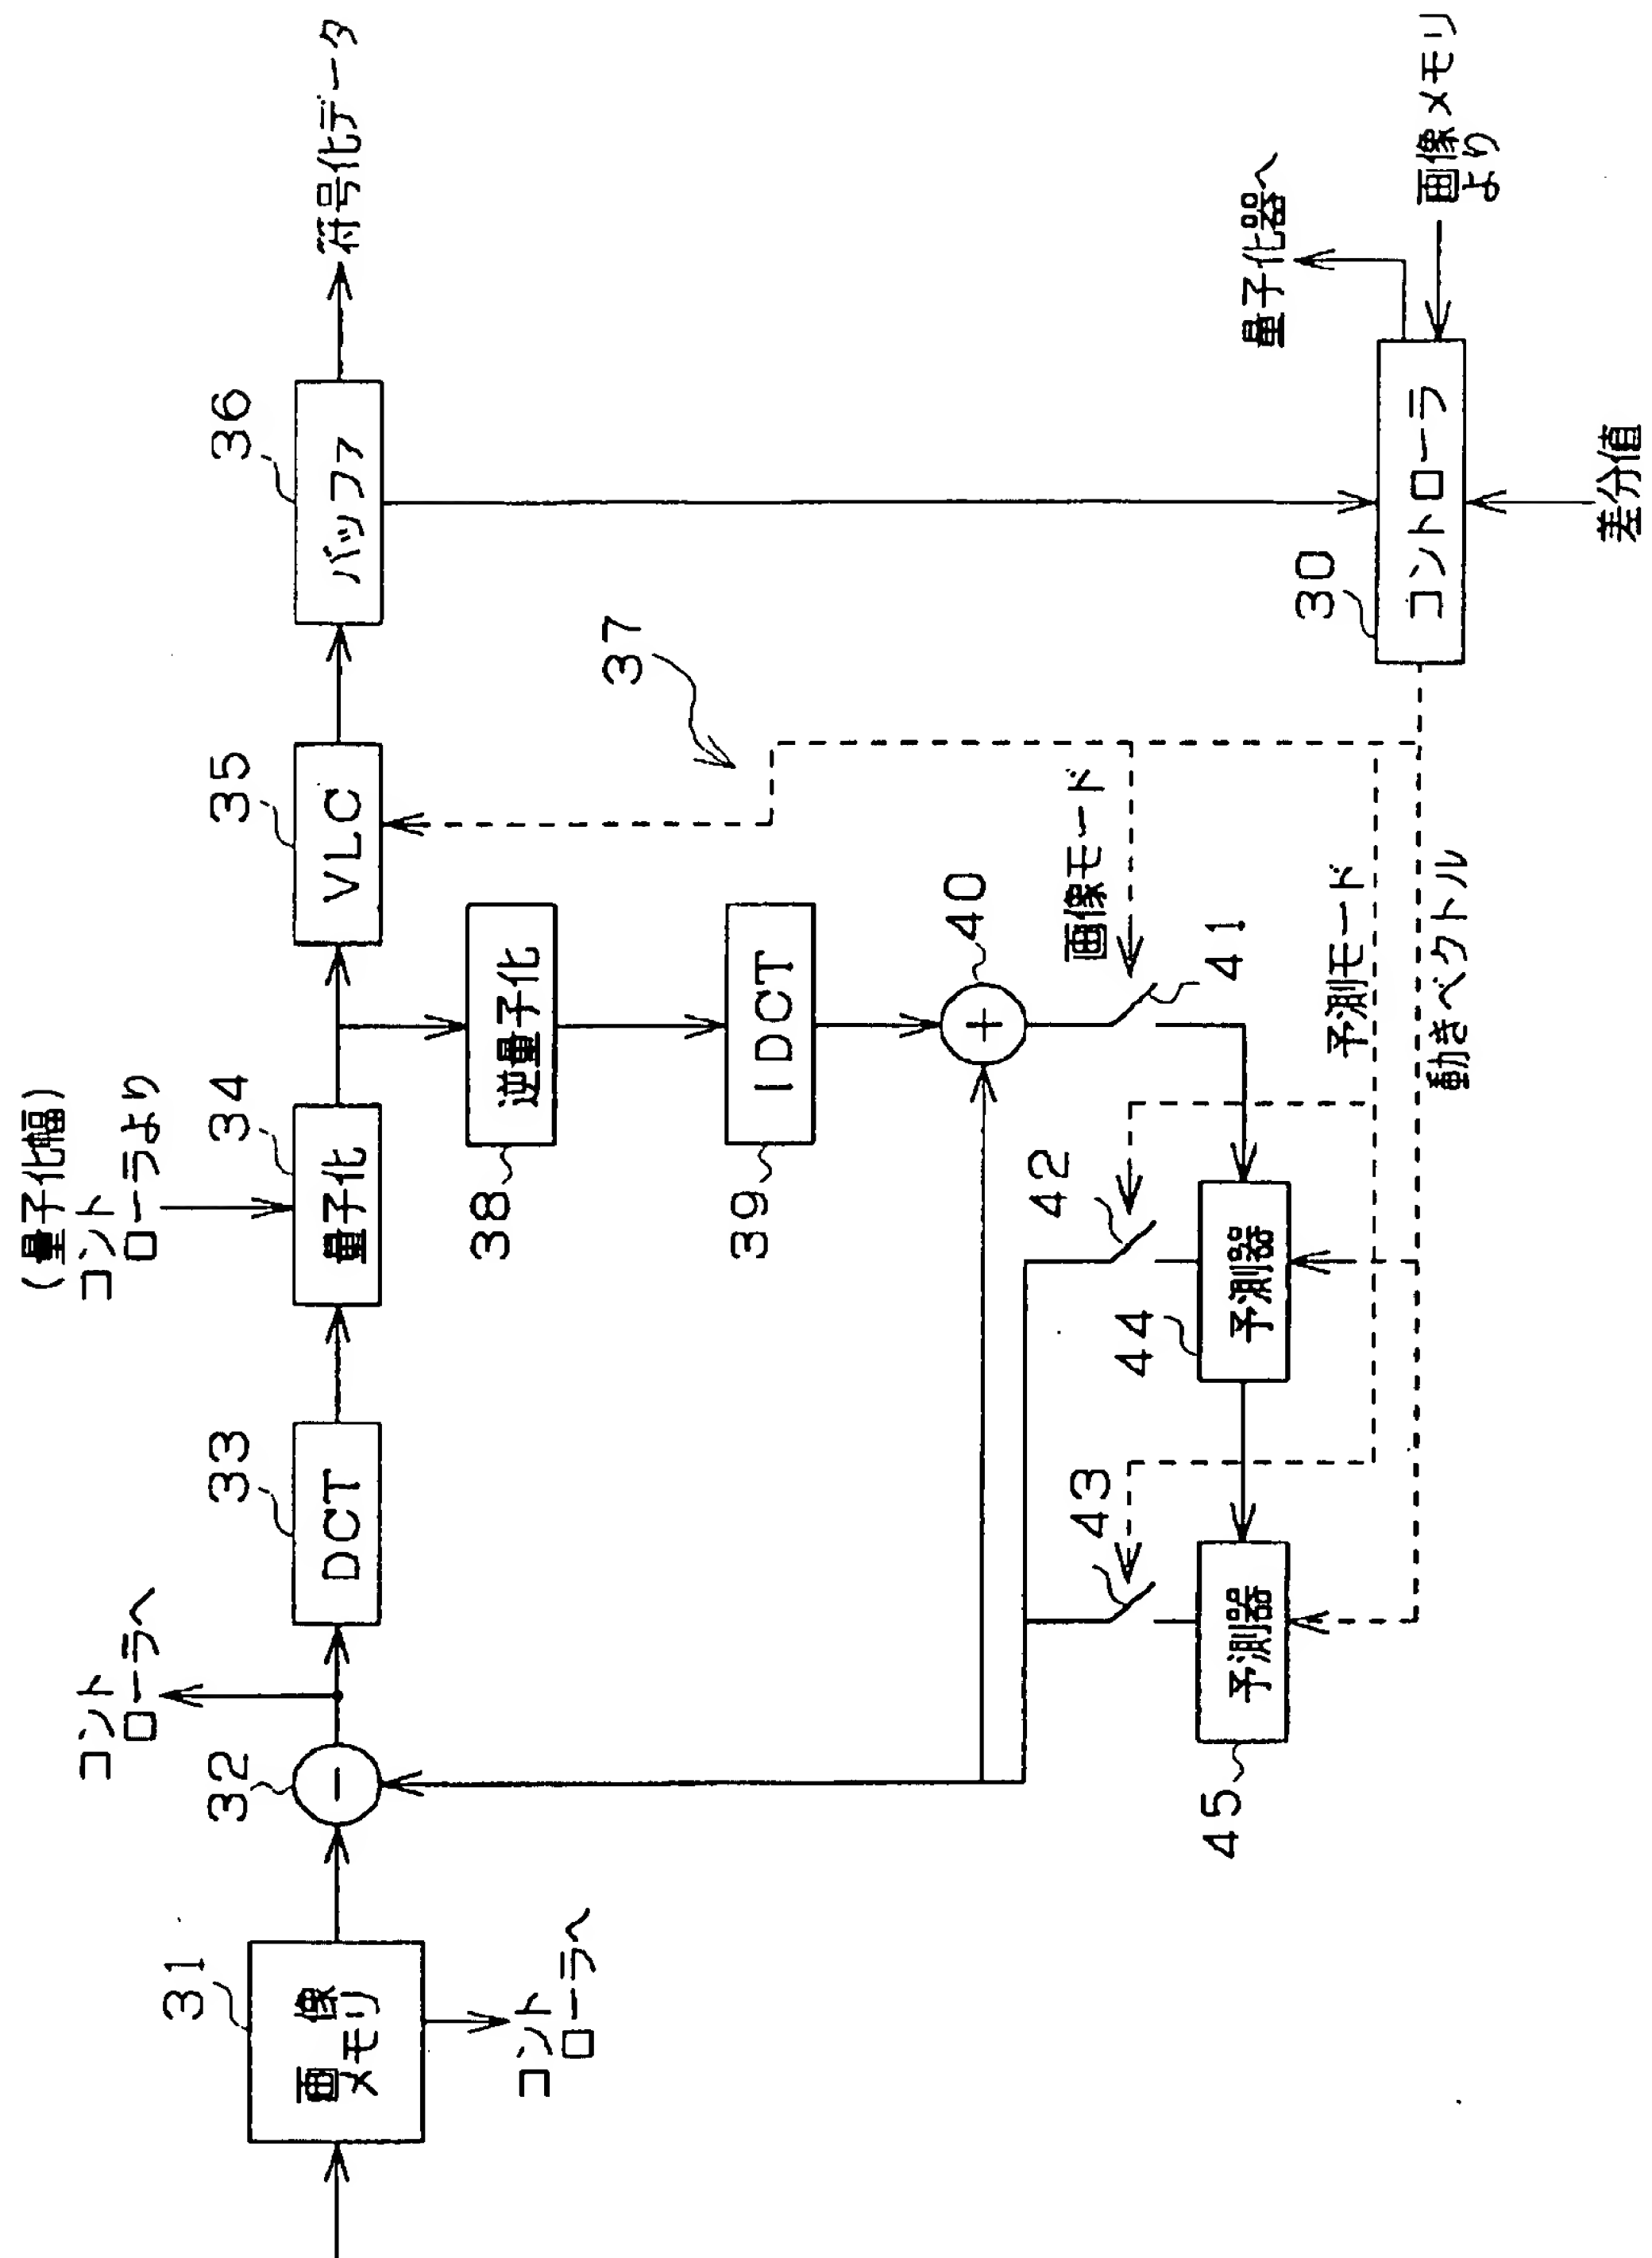 31
画像
メモリ
コント
ローラへ
32
コント
ローラへ
33
DCT
(量子化幅)
コント
ローラより
34
量子化
35
VLC
36
バッファ
符号化データ
37
38
逆量子化
39
IDCT
40
画像モード
41
42
43
44
予測器
45
予測器
予測モード
動きベクトル
30
コントローラ
量子化器へ
画像メモリ
より
差分値